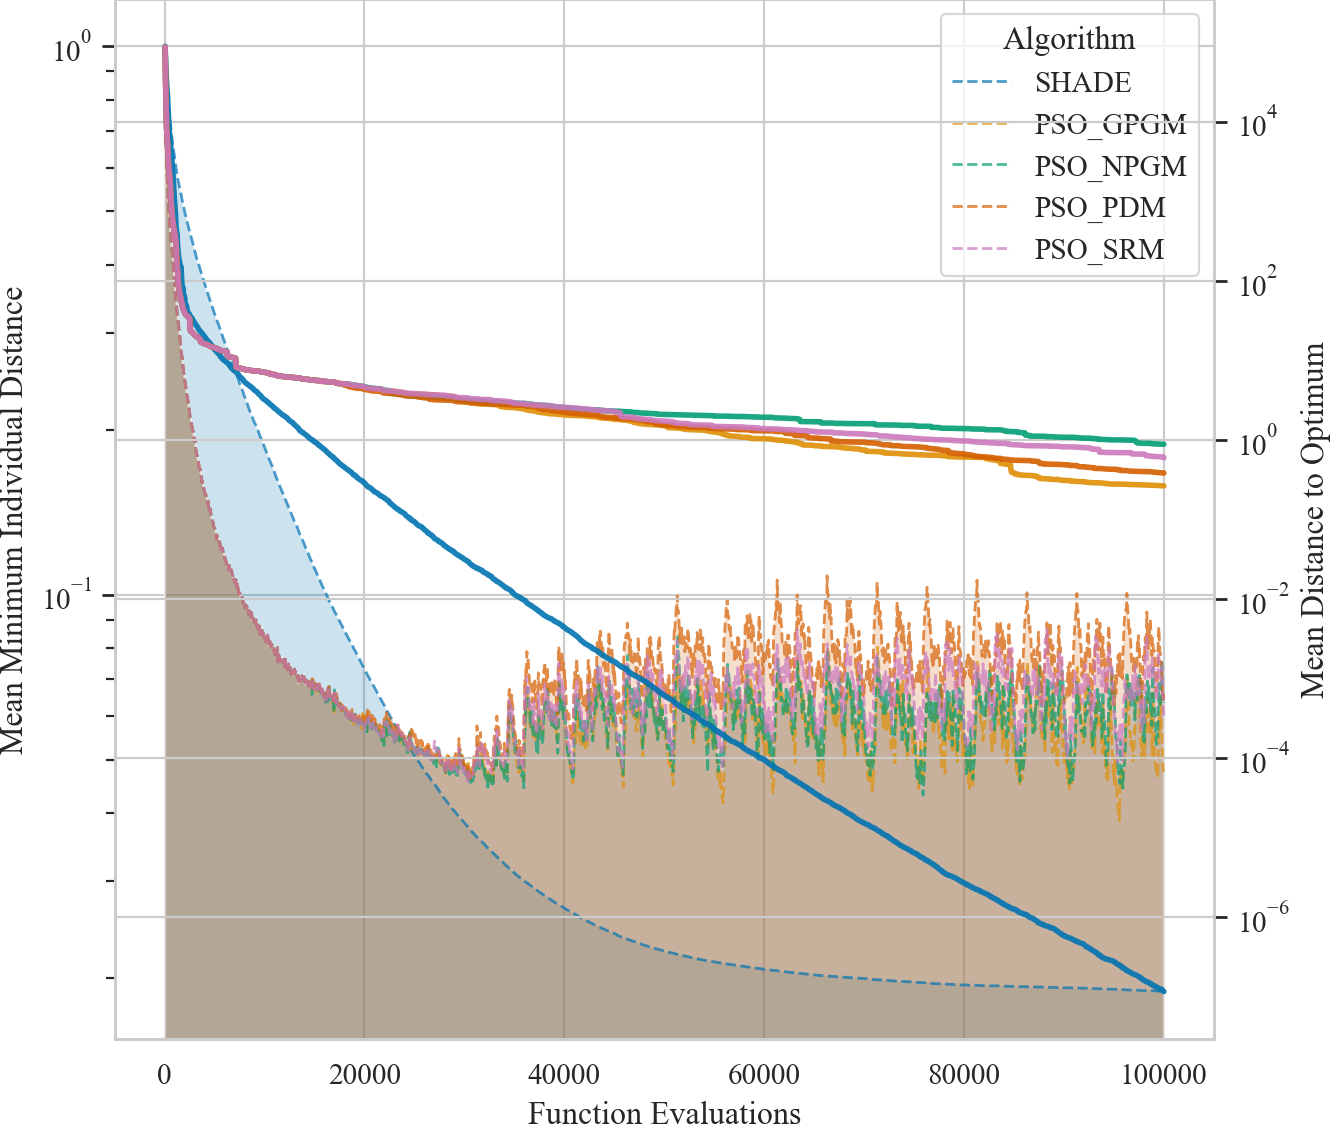 Algorithm
SHADE
PSO_GPGM
PSO_NPGM
PSO_PDM
PSO_SRM
Mean Minimum Individual Distance
10^0
10^-1
Mean Distance to Optimum
10^4
10^2
10^0
10^-2
10^-4
10^-6
0 20000 40000 60000 80000 100000
Function Evaluations